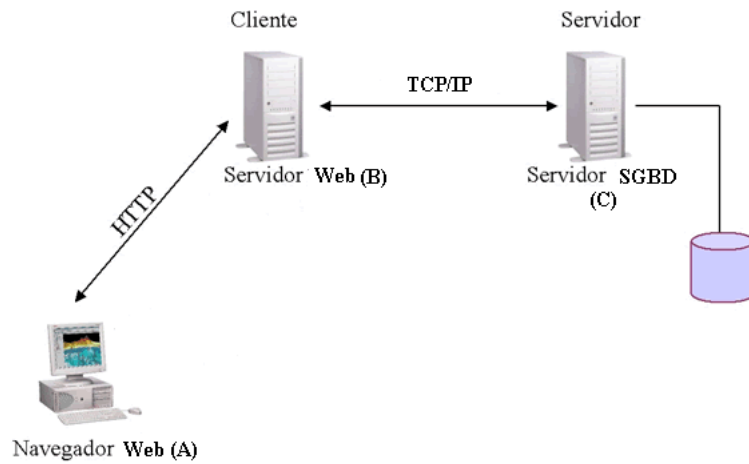 Cliente
Servidor
TCP/IP
Servidor Web (B)
Servidor SGBD
(C)
HTTP
Navegador Web (A)